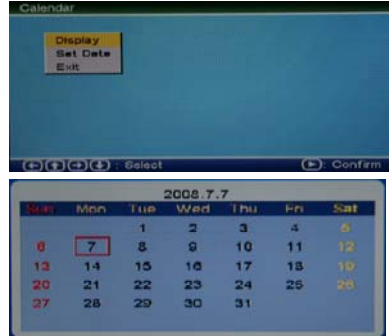 Calendar
Display
Set Date
Exit
: Select : Confirm
2008.7.7
Sun Mon Tue Wed Thu Fri Sat
1 2 3 4 5
6 7 8 9 10 11 12
13 14 15 16 17 18 19
20 21 22 23 24 25 26
27 28 29 30 31